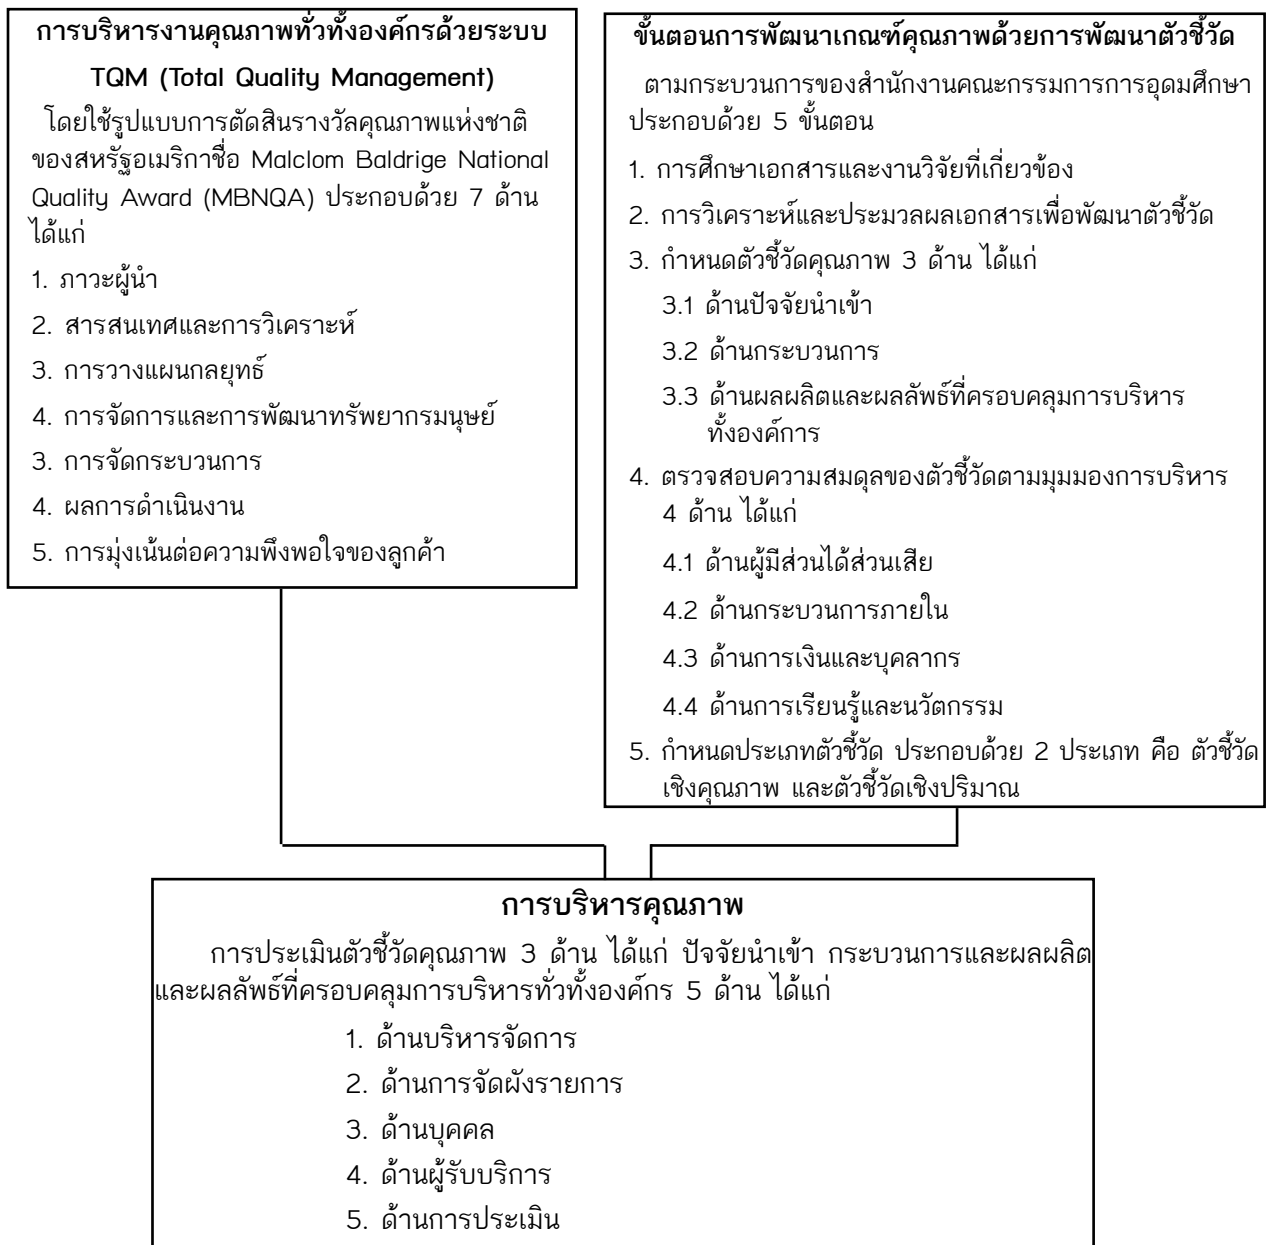 การบริหารงานคุณภาพทั่วทั้งองค์กรด้วยระบบ
TQM (Total Quality Management)
โดยใช้รูปแบบการตัดสินรางวัลคุณภาพแห่งชาติ
ของสหรัฐอเมริกาชื่อ Malclom Baldrige National
Quality Award (MBNQA) ประกอบด้วย 7 ด้าน
ได้แก่
1. ภาวะผู้นำ
2. สารสนเทศและการวิเคราะห์
3. การวางแผนกลยุทธ์
4. การจัดการและการพัฒนาทรัพยากรมนุษย์
3. การจัดกระบวนการ
4. ผลการดำเนินงาน
5. การมุ่งเน้นต่อความพึงพอใจของลูกค้า
ขั้นตอนการพัฒนาเกณฑ์คุณภาพด้วยการพัฒนาตัวชี้วัด
ตามกระบวนการของสำนักงานคณะกรรมการการอุดมศึกษา
ประกอบด้วย 5 ขั้นตอน
1. การศึกษาเอกสารและงานวิจัยที่เกี่ยวข้อง
2. การวิเคราะห์และประมวลผลเอกสารเพื่อพัฒนาตัวชี้วัด
3. กำหนดตัวชี้วัดคุณภาพ 3 ด้าน ได้แก่
3.1 ด้านปัจจัยนำเข้า
3.2 ด้านกระบวนการ
3.3 ด้านผลผลิตและผลลัพธ์ที่ครอบคลุมการบริหาร
ทั้งองค์การ
4. ตรวจสอบความสมดุลของตัวชี้วัดตามมุมมองการบริหาร
4 ด้าน ได้แก่
4.1 ด้านผู้มีส่วนได้ส่วนเสีย
4.2 ด้านกระบวนการภายใน
4.3 ด้านการเงินและบุคลากร
4.4 ด้านการเรียนรู้และนวัตกรรม
5. กำหนดประเภทตัวชี้วัด ประกอบด้วย 2 ประเภท คือ ตัวชี้วัด
เชิงคุณภาพ และตัวชี้วัดเชิงปริมาณ
การบริหารคุณภาพ
การประเมินตัวชี้วัดคุณภาพ 3 ด้าน ได้แก่ ปัจจัยนำเข้า กระบวนการและผลผลิต
และผลลัพธ์ที่ครอบคลุมการบริหารทั่วทั้งองค์กร 5 ด้าน ได้แก่
1. ด้านบริหารจัดการ
2. ด้านการจัดผังรายการ
3. ด้านบุคคล
4. ด้านผู้รับบริการ
5. ด้านการประเมิน